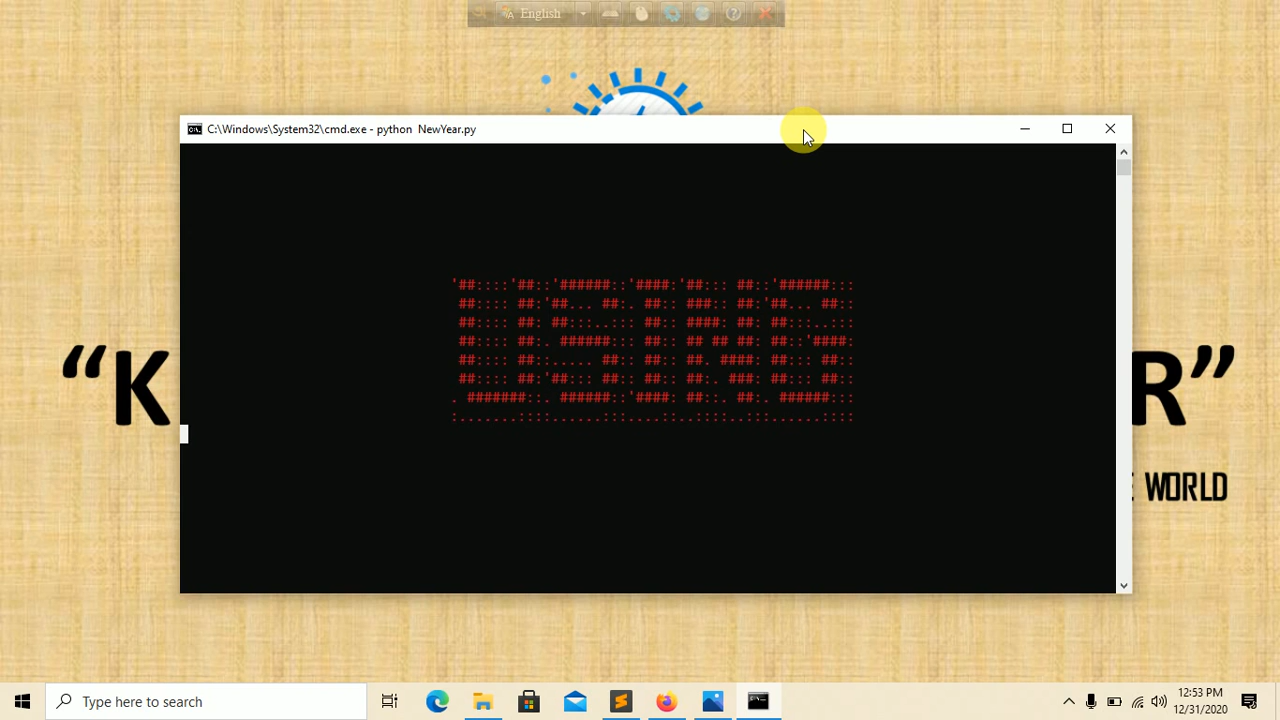 English
C:\Windows\System32\cmd.exe - python NewYear.py
USING
“K
R”
WORLD
Type here to search
12:53 PM
12/31/2020